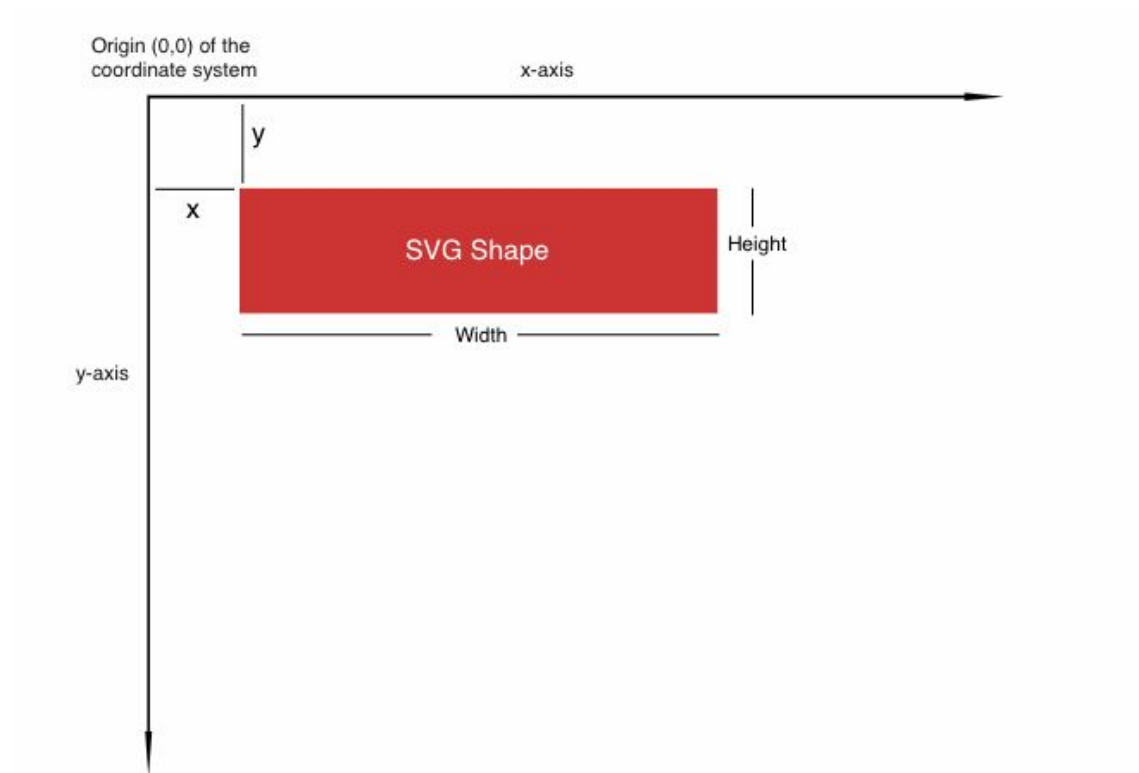 Origin (0,0) of the
coordinate system
x-axis
y
x
SVG Shape
Height
Width
y-axis